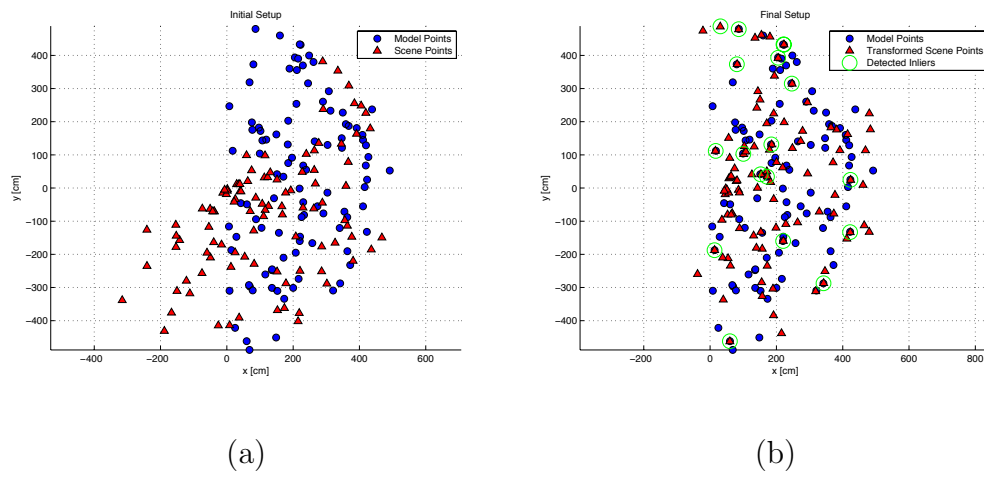 Initial Setup
Model Points
Scene Points
y [cm]
400
300
200
100
0
−100
−200
−300
−400
−400
−200
0
200
400
600
x [cm]
(a)
Final Setup
Model Points
Transformed Scene Points
Detected Inliers
y [cm]
400
300
200
100
0
−100
−200
−300
−400
−200
0
200
400
600
800
x [cm]
(b)